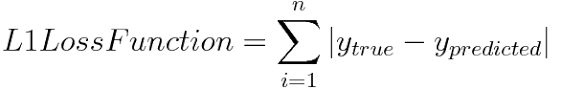 L1LossFunction = \sum_{i=1}^{n} |y_{true} - y_{predicted}|